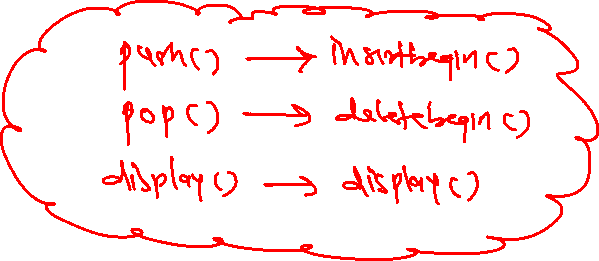 push() → insertbegin()
pop() → deletebegin()
display() → display()